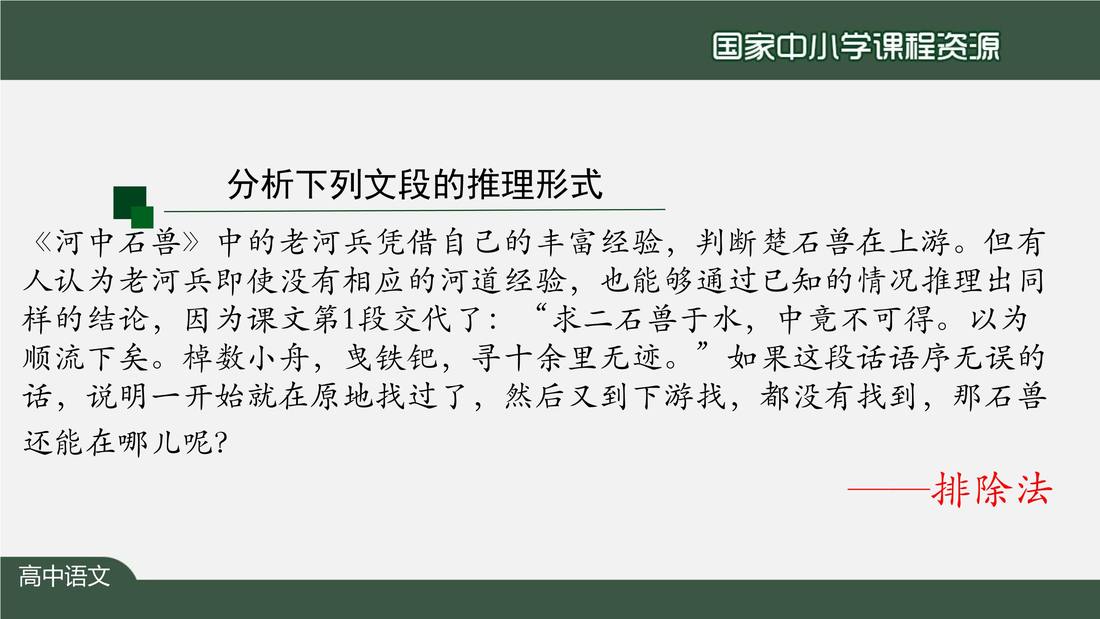 国家中小学课程资源
分析下列文段的推理形式
《河中石兽》中的老河兵凭借自己的丰富经验，判断楚石兽在上游。但有
人认为老河兵即使没有相应的河道经验，也能够通过已知的情况推理出同
样的结论，因为课文第1段交代了：“求二石兽于水，中竟不可得。以为
顺流下矣。棹数小舟，曳铁钯，寻十余里无迹。”如果这段话语序无误的
话，说明一开始就在原地找过了，然后又到下游找，都没有找到，那石兽
还能在哪儿呢？
——排除法
高中语文